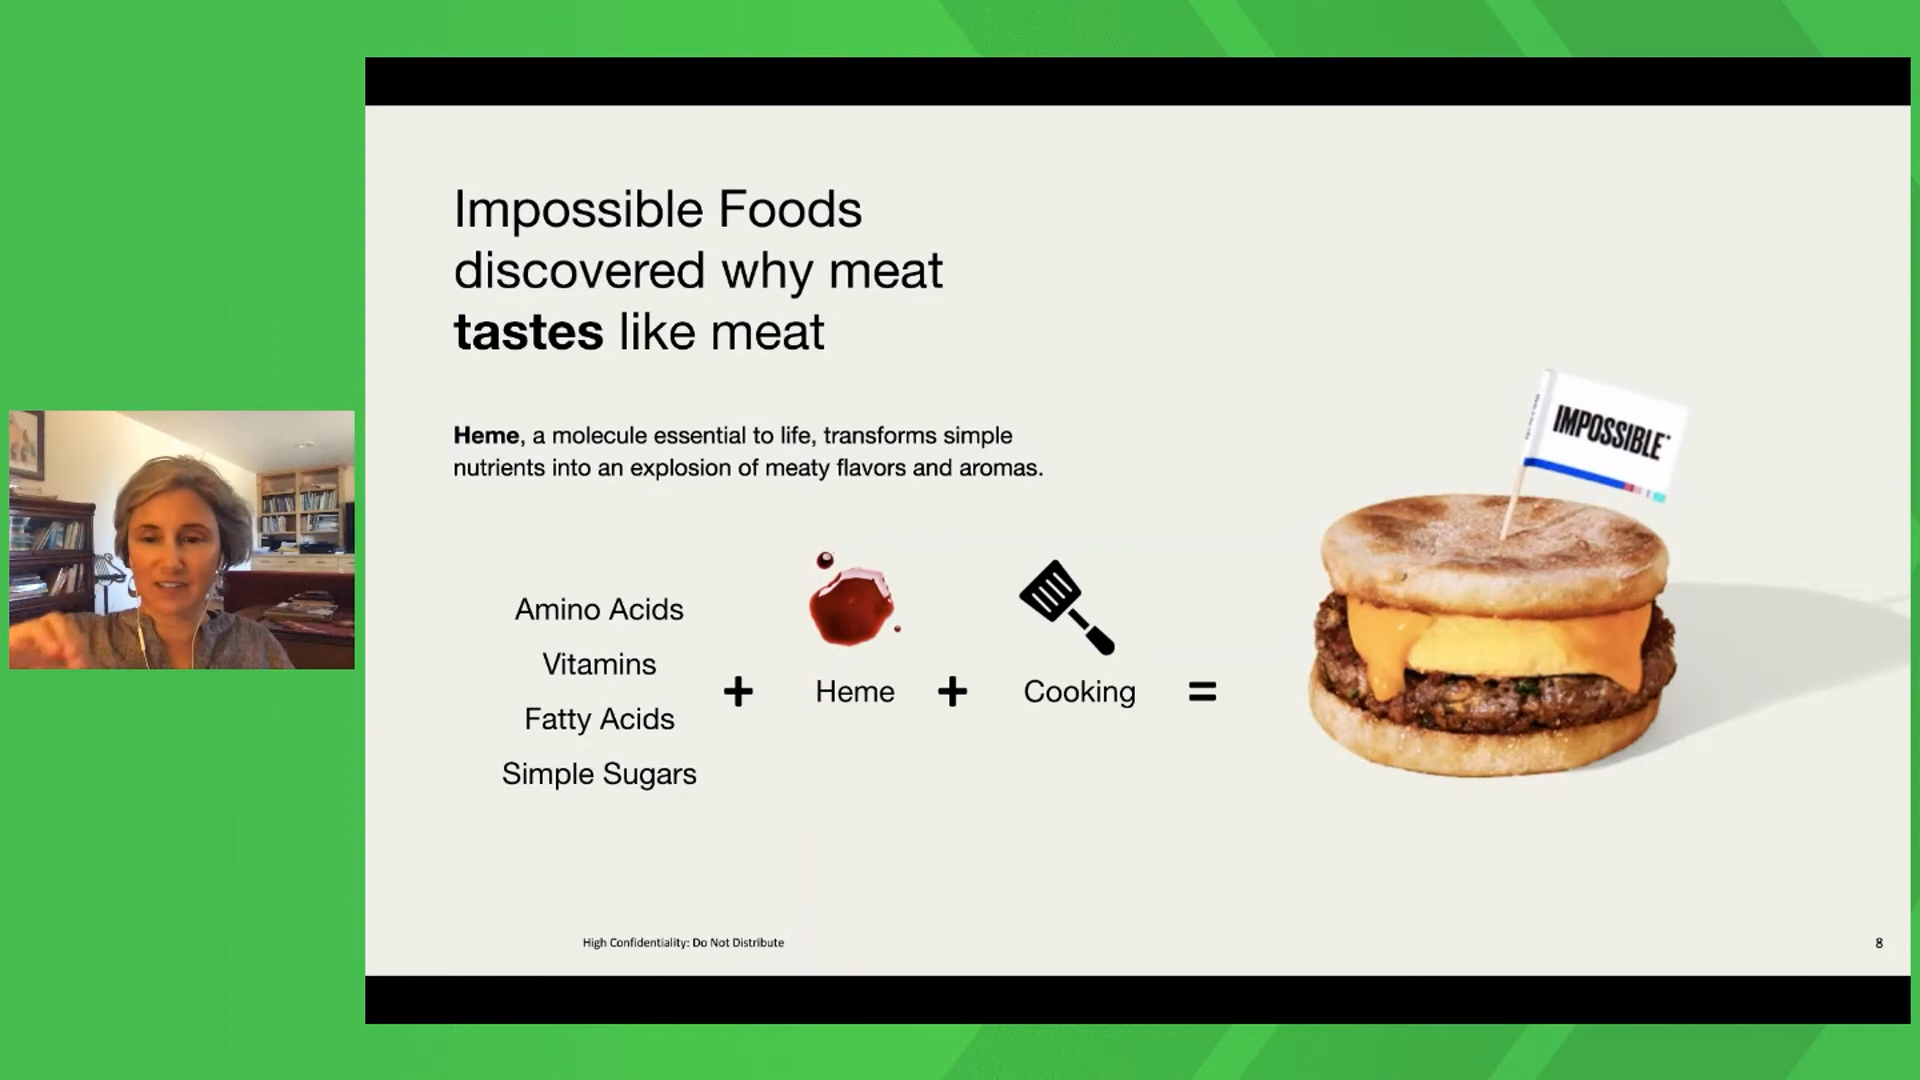 Impossible Foods
discovered why meat
tastes like meat
Heme, a molecule essential to life, transforms simple
nutrients into an explosion of meaty flavors and aromas.
Amino Acids
Vitamins
Fatty Acids
Simple Sugars
+
Heme
+
Cooking
=
IMPOSSIBLE™
High Confidentiality: Do Not Distribute
8